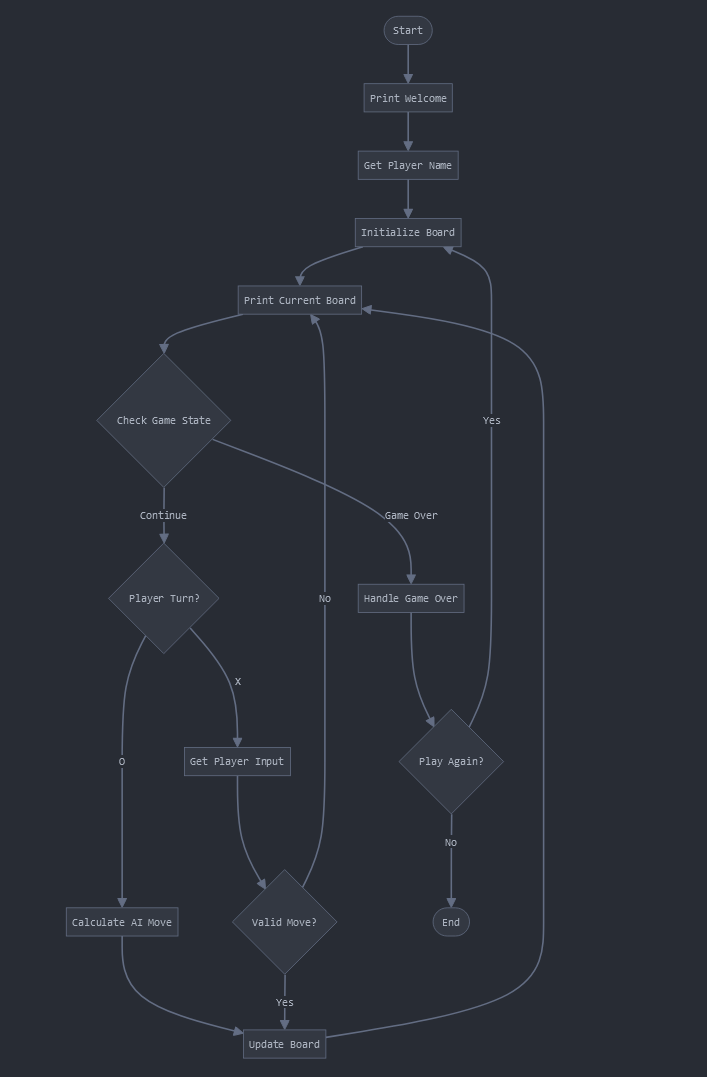 Start
Print Welcome
Get Player Name
Initialize Board
Print Current Board
Check Game State
Yes
Continue
Game Over
Player Turn?
No
Handle Game Over
X
O
Get Player Input
Play Again?
No
Calculate AI Move
Valid Move?
End
Yes
Update Board